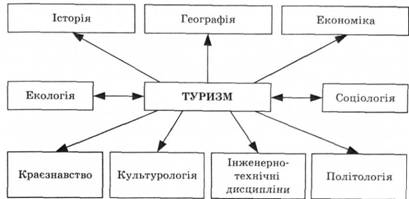 Історія
Географія
Економіка
Екологія
ТУРИЗМ
Соціологія
Краєзнавство
Культурологія
Інженерно-
технічні
дисципліни
Політологія